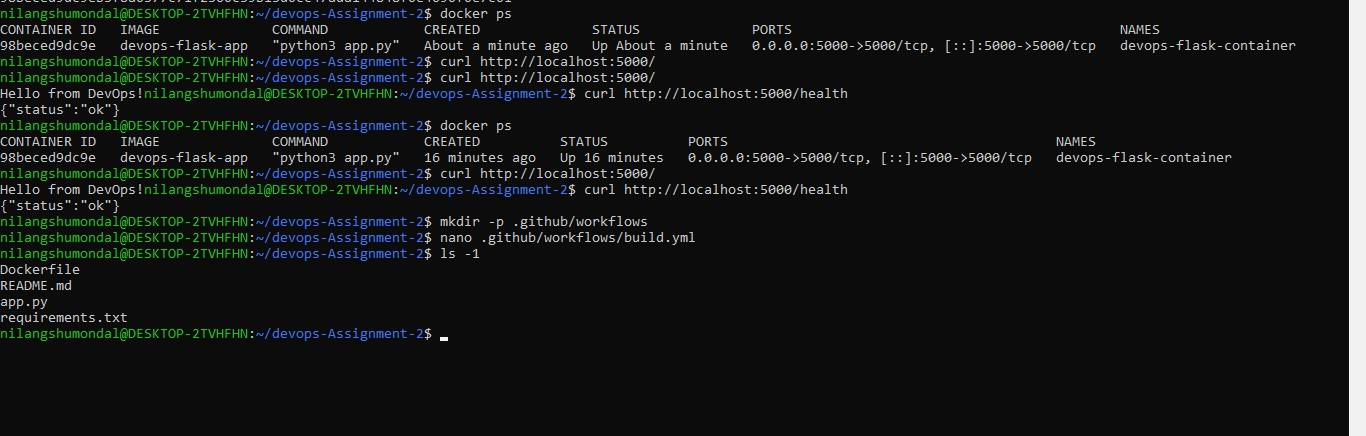 nilangshumondal@DESKTOP-2TVHFHN:~/devops-Assignment-2$ docker ps
CONTAINER ID   IMAGE              COMMAND            CREATED              STATUS              PORTS                                         NAMES
98beced9dc9e   devops-flask-app   "python3 app.py"   About a minute ago   Up About a minute   0.0.0.0:5000->5000/tcp, [::]:5000->5000/tcp   devops-flask-container
nilangshumondal@DESKTOP-2TVHFHN:~/devops-Assignment-2$ curl http://localhost:5000/
nilangshumondal@DESKTOP-2TVHFHN:~/devops-Assignment-2$ curl http://localhost:5000/
Hello from DevOps!nilangshumondal@DESKTOP-2TVHFHN:~/devops-Assignment-2$ curl http://localhost:5000/health
{"status":"ok"}
nilangshumondal@DESKTOP-2TVHFHN:~/devops-Assignment-2$ docker ps
CONTAINER ID   IMAGE              COMMAND            CREATED          STATUS          PORTS                                         NAMES
98beced9dc9e   devops-flask-app   "python3 app.py"   16 minutes ago   Up 16 minutes   0.0.0.0:5000->5000/tcp, [::]:5000->5000/tcp   devops-flask-container
nilangshumondal@DESKTOP-2TVHFHN:~/devops-Assignment-2$ curl http://localhost:5000/
Hello from DevOps!nilangshumondal@DESKTOP-2TVHFHN:~/devops-Assignment-2$ curl http://localhost:5000/health
{"status":"ok"}
nilangshumondal@DESKTOP-2TVHFHN:~/devops-Assignment-2$ mkdir -p .github/workflows
nilangshumondal@DESKTOP-2TVHFHN:~/devops-Assignment-2$ nano .github/workflows/build.yml
nilangshumondal@DESKTOP-2TVHFHN:~/devops-Assignment-2$ ls -1
Dockerfile
README.md
app.py
requirements.txt
nilangshumondal@DESKTOP-2TVHFHN:~/devops-Assignment-2$